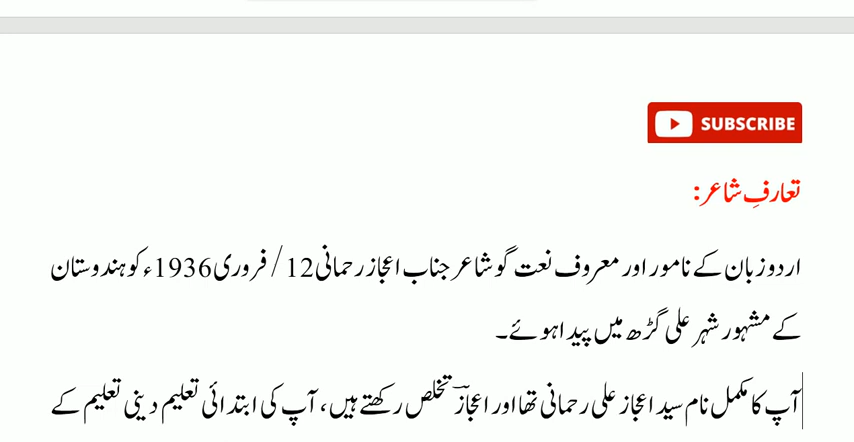 SUBSCRIBE
تعارفِ شاعر:
اردو زبان کے نامور اور معروف نعت گو شاعر جناب اعجاز رحمانی 12/ فروری 1936ء کو ہندوستان
کے مشہور شہر علی گڑھ میں پیدا ہوئے۔
آپ کا مکمل نام سید اعجاز علی رحمانی تھا اور اعجازؔ تخلص رکھتے ہیں، آپ کی ابتدائی تعلیم دینی تعلیم کے